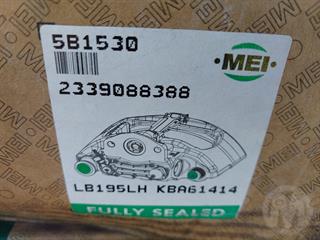 5B1530
·MEI·
2339088388
LB195LH KBA61414
FULLY SEALED